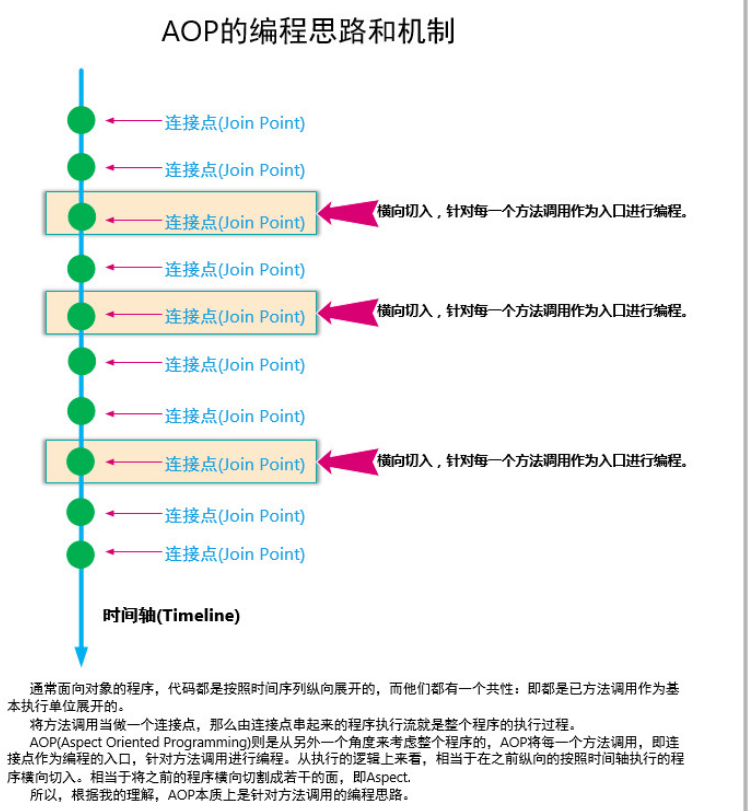 AOP的编程思路和机制
连接点(Join Point)
连接点(Join Point)
横向切入，针对每一个方法调用作为入口进行编程。
连接点(Join Point)
连接点(Join Point)
横向切入，针对每一个方法调用作为入口进行编程。
连接点(Join Point)
连接点(Join Point)
连接点(Join Point)
横向切入，针对每一个方法调用作为入口进行编程。
连接点(Join Point)
连接点(Join Point)
连接点(Join Point)
时间轴(Timeline)
通常面向对象的程序，代码都是按照时间序列纵向展开的，而他们都有一个共性：即都是已方法调用作为基
本执行单位展开的。
将方法调用当做一个连接点，那么由连接点串起来的程序执行流就是整个程序的执行过程。
AOP(Aspect Oriented Programming)则是从另外一个角度来考虑整个程序的，AOP将每一个方法调用，即连
接点作为编程的入口，针对方法调用进行编程。从执行的逻辑上来看，相当于在之前纵向的按照时间轴执行的程
序横向切入。相当于将之前的程序横向切割成若干的面，即Aspect.
所以，根据我的理解，AOP本质上是针对方法调用的编程思路。